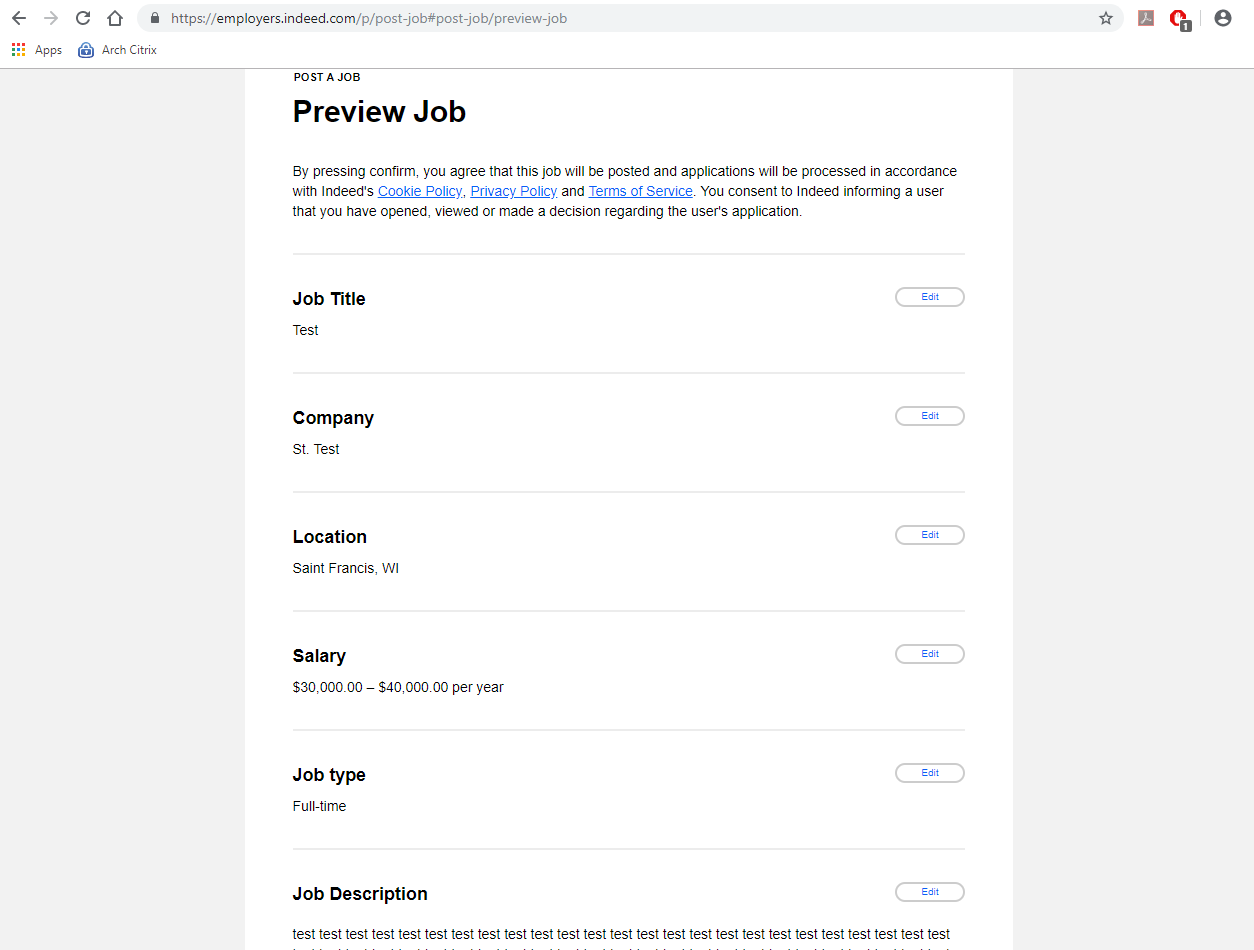 https://employers.indeed.com/p/post-job#post-job/preview-job
1
Apps Arch Citrix
POST A JOB
Preview Job
By pressing confirm, you agree that this job will be posted and applications will be processed in accordance
with Indeed's Cookie Policy, Privacy Policy and Terms of Service. You consent to Indeed informing a user
that you have opened, viewed or made a decision regarding the user's application.
Job Title
Edit
Test
Company
Edit
St. Test
Location
Edit
Saint Francis, WI
Salary
Edit
$30,000.00 – $40,000.00 per year
Job type
Edit
Full-time
Job Description
Edit
test test test test test test test test test test test test test test test test test test test test test test test test test